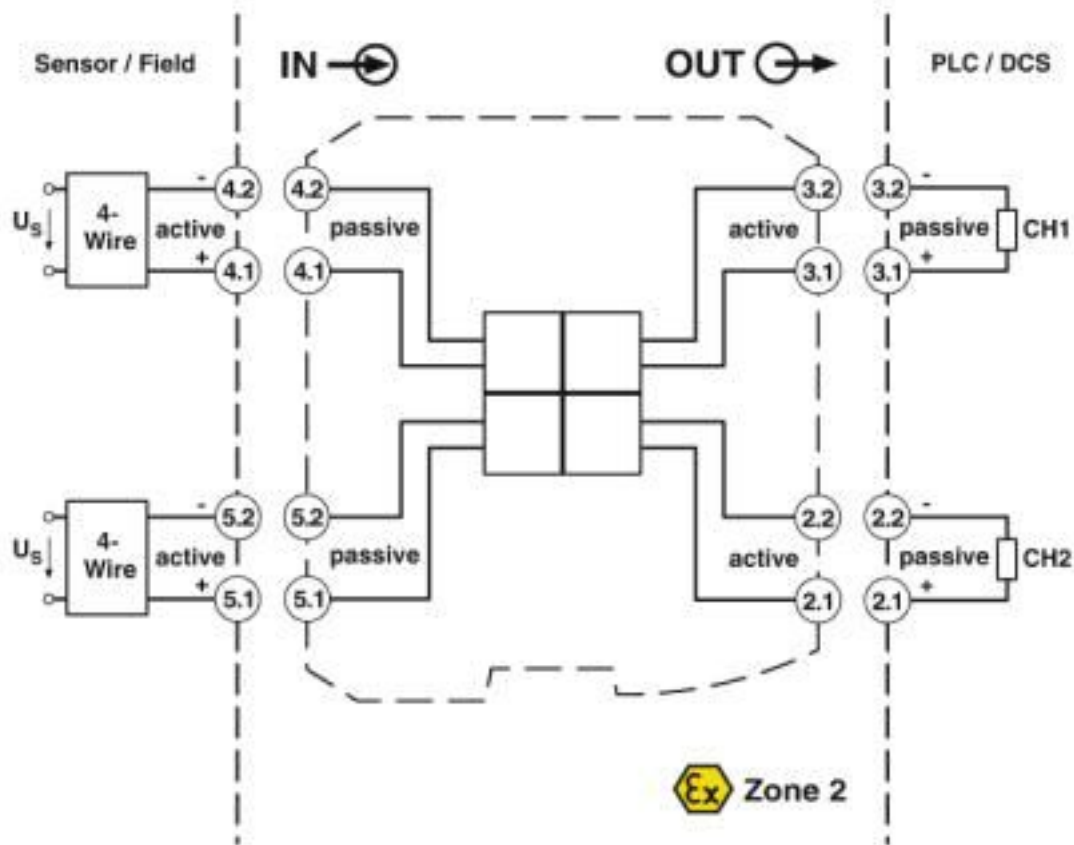 Sensor / Field
IN
OUT
PLC / DCS
- 4.2 4.2 3.2 3.2 -
U_S 4-
Wire active passive active passive CH1
+ 4.1 4.1 3.1 3.1 +
- 5.2 5.2 2.2 2.2 -
U_S 4-
Wire active passive active passive CH2
+ 5.1 5.1 2.1 2.1 +
Ex Zone 2